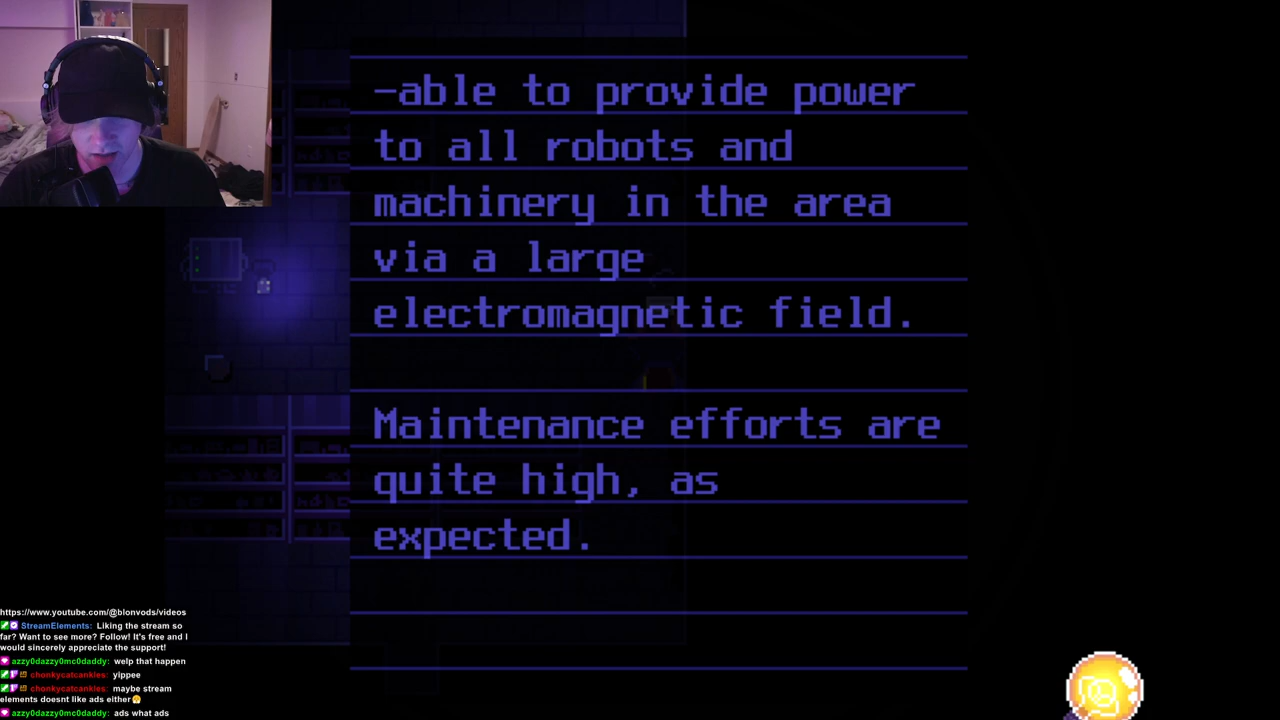 -able to provide power
to all robots and
machinery in the area
via a large
electromagnetic field.
Maintenance efforts are
quite high, as
expected.
https://www.youtube.com/@blonvods/videos
StreamElements: Liking the stream so
far? Want to see more? Follow! It's free and I
would sincerely appreciate the support!
azzy0dazzy0mc0daddy: welp that happen
chonkycatcankles: yippee
chonkycatcankles: maybe stream
elements doesnt like ads either
azzy0dazzy0mc0daddy: ads what ads